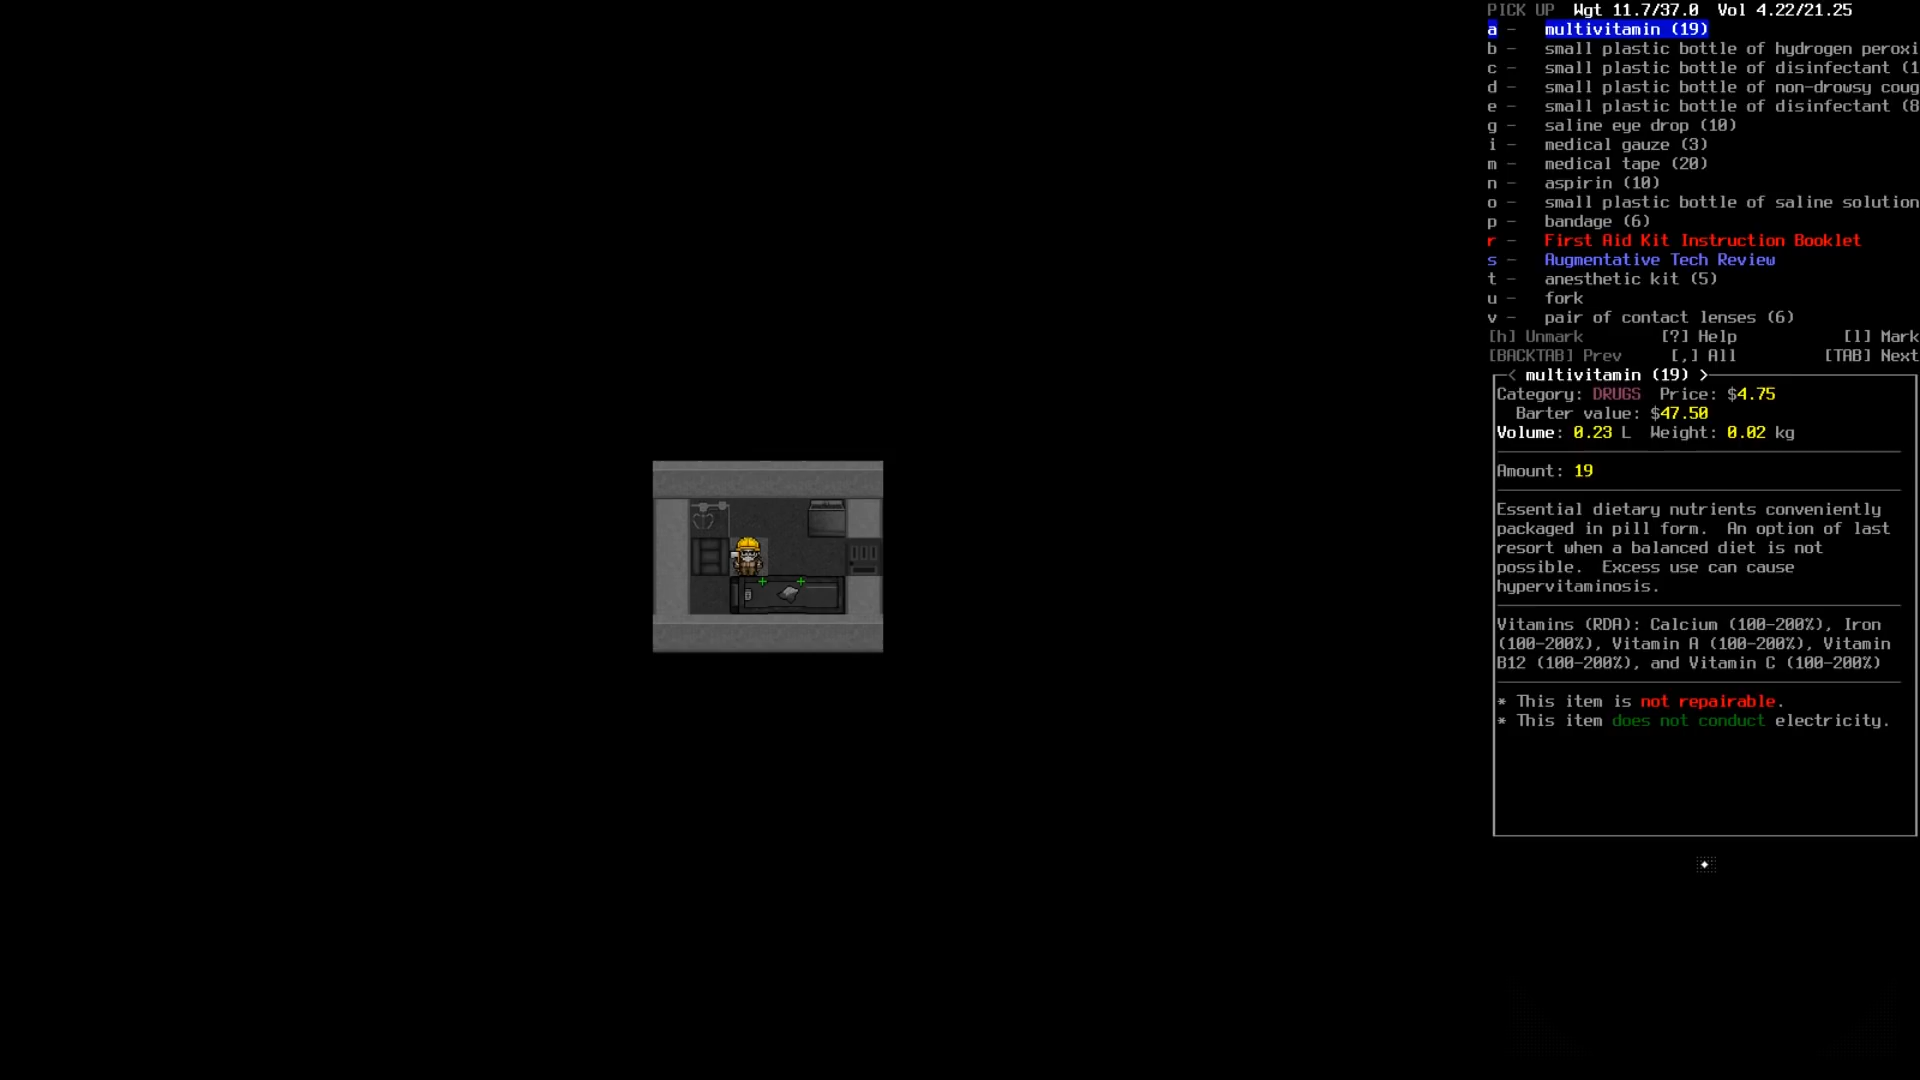 PICK UP Wgt 11.7/37.0 Vol 4.22/21.25
a - multivitamin (19)
b - small plastic bottle of hydrogen peroxi
c - small plastic bottle of disinfectant (1
d - small plastic bottle of non-drowsy coug
e - small plastic bottle of disinfectant (8
g - saline eye drop (10)
i - medical gauze (3)
m - medical tape (20)
n - aspirin (10)
o - small plastic bottle of saline solution
p - bandage (6)
r - First Aid Kit Instruction Booklet
s - Augmentative Tech Review
t - anesthetic kit (5)
u - fork
v - pair of contact lenses (6)
[h] Unmark [?] Help [l] Mark
[BACKTAB] Prev [,] All [TAB] Next
< multivitamin (19) >
Category: DRUGS Price: $4.75
Barter value: $47.50
Volume: 0.23 L Weight: 0.02 kg
Amount: 19
Essential dietary nutrients conveniently
packaged in pill form. An option of last
resort when a balanced diet is not
possible. Excess use can cause
hypervitaminosis.
Vitamins (RDA): Calcium (100-200%), Iron
(100-200%), Vitamin A (100-200%), Vitamin
B12 (100-200%), and Vitamin C (100-200%)
* This item is not repairable.
* This item does not conduct electricity.